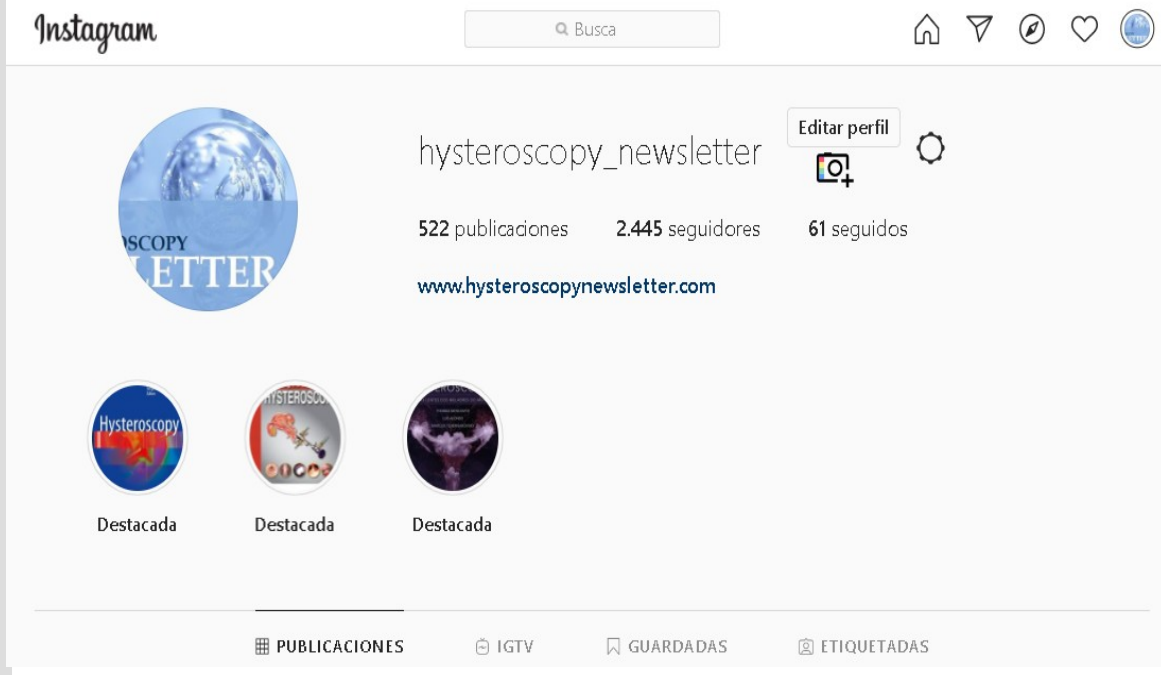 Instagram
Busca
Editar perfil
hysteroscopy_newsletter
522 publicaciones 2.445 seguidores 61 seguidos
OSCOPY
LETTER
www.hysteroscopynewsletter.com
Hysteroscopy
HYSTEROSCO
Destacada Destacada Destacada
PUBLICACIONES IGTV GUARDADAS ETIQUETADAS